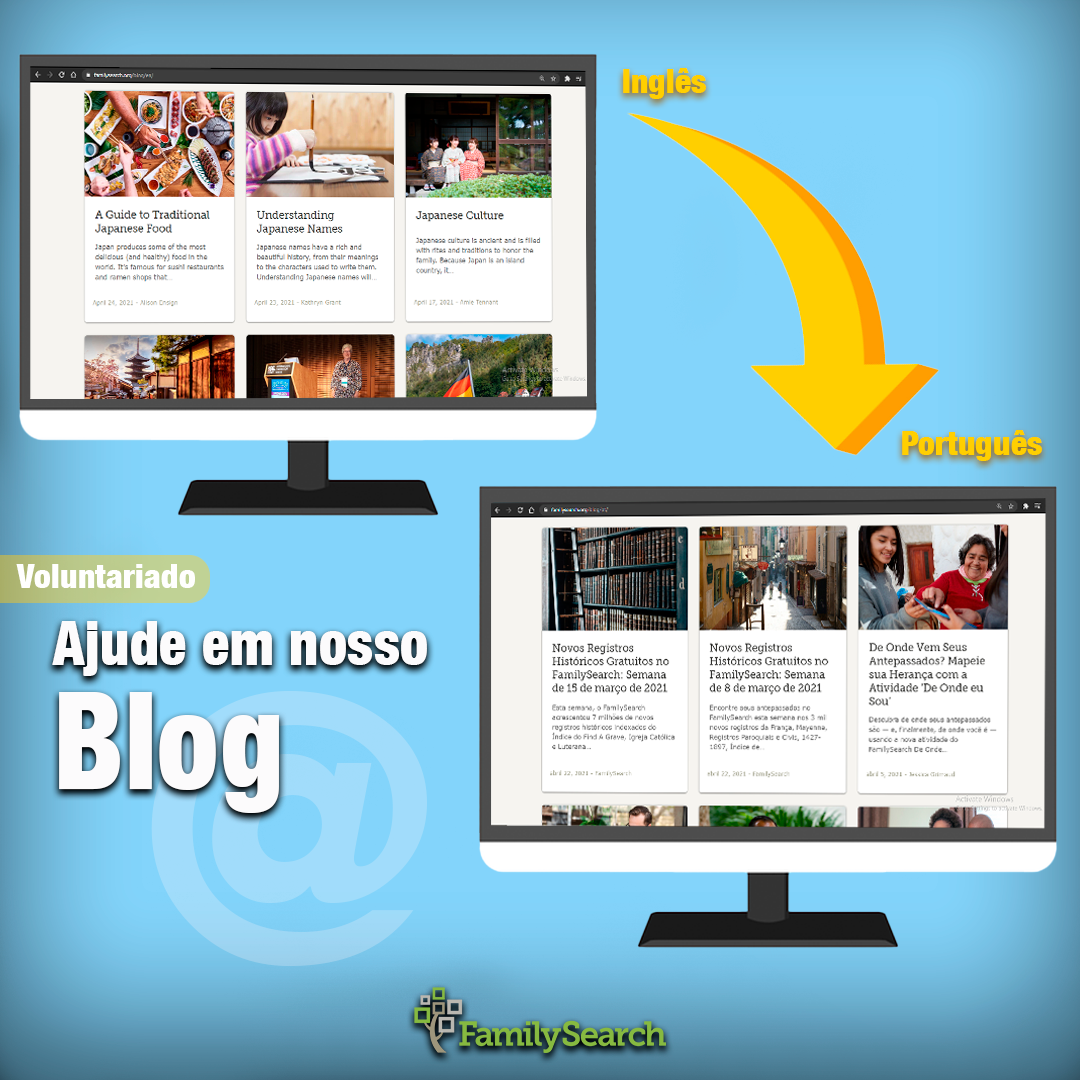 familysearch.org/blog/es/
Inglês
A Guide to Traditional
Japanese Food
Japan produces some of the most
delicious (and healthy) food in the
world. It's famous for sushi restaurants
and ramen shops that...
April 24, 2021 - Alison Ensign
Understanding
Japanese Names
Japanese names have a rich and
beautiful history, from their meanings
to the characters used to write them.
Understanding Japanese names will...
April 23, 2021 - Kathryn Grant
Japanese Culture
Japanese culture is ancient and is filled
with rites and traditions to honor the
family. Because Japan is an island
country, it...
April 17, 2021 - Amie Tennant
Português
Voluntariado
Ajude em nosso
Blog
@
Novos Registros
Históricos Gratuitos no
FamilySearch: Semana
de 15 de março de 2021
Esta semana, o FamilySearch
acrescentou 7 milhões de novos
registros históricos indexados do
Índice do Find A Grave, Igreja Católica
e Luterana...
abril 22, 2021 - FamilySearch
Novos Registros
Históricos Gratuitos no
FamilySearch: Semana
de 8 de março de 2021
Encontre seus antepassados no
FamilySearch esta semana nos 3 mil
novos registros da França, Mayenne,
Registros Paroquiais e Civis, 1427-
1897, Índice de...
abril 22, 2021 - FamilySearch
De Onde Vem Seus
Antepassados? Mapeie
sua Herança com a
Atividade 'De Onde eu
Sou'
Descubra de onde seus antepassados
são — e, finalmente, de onde você é —
usando a nova atividade do
FamilySearch De Onde...
abril 5, 2021 - Jessica
Activate Windows
FamilySearch